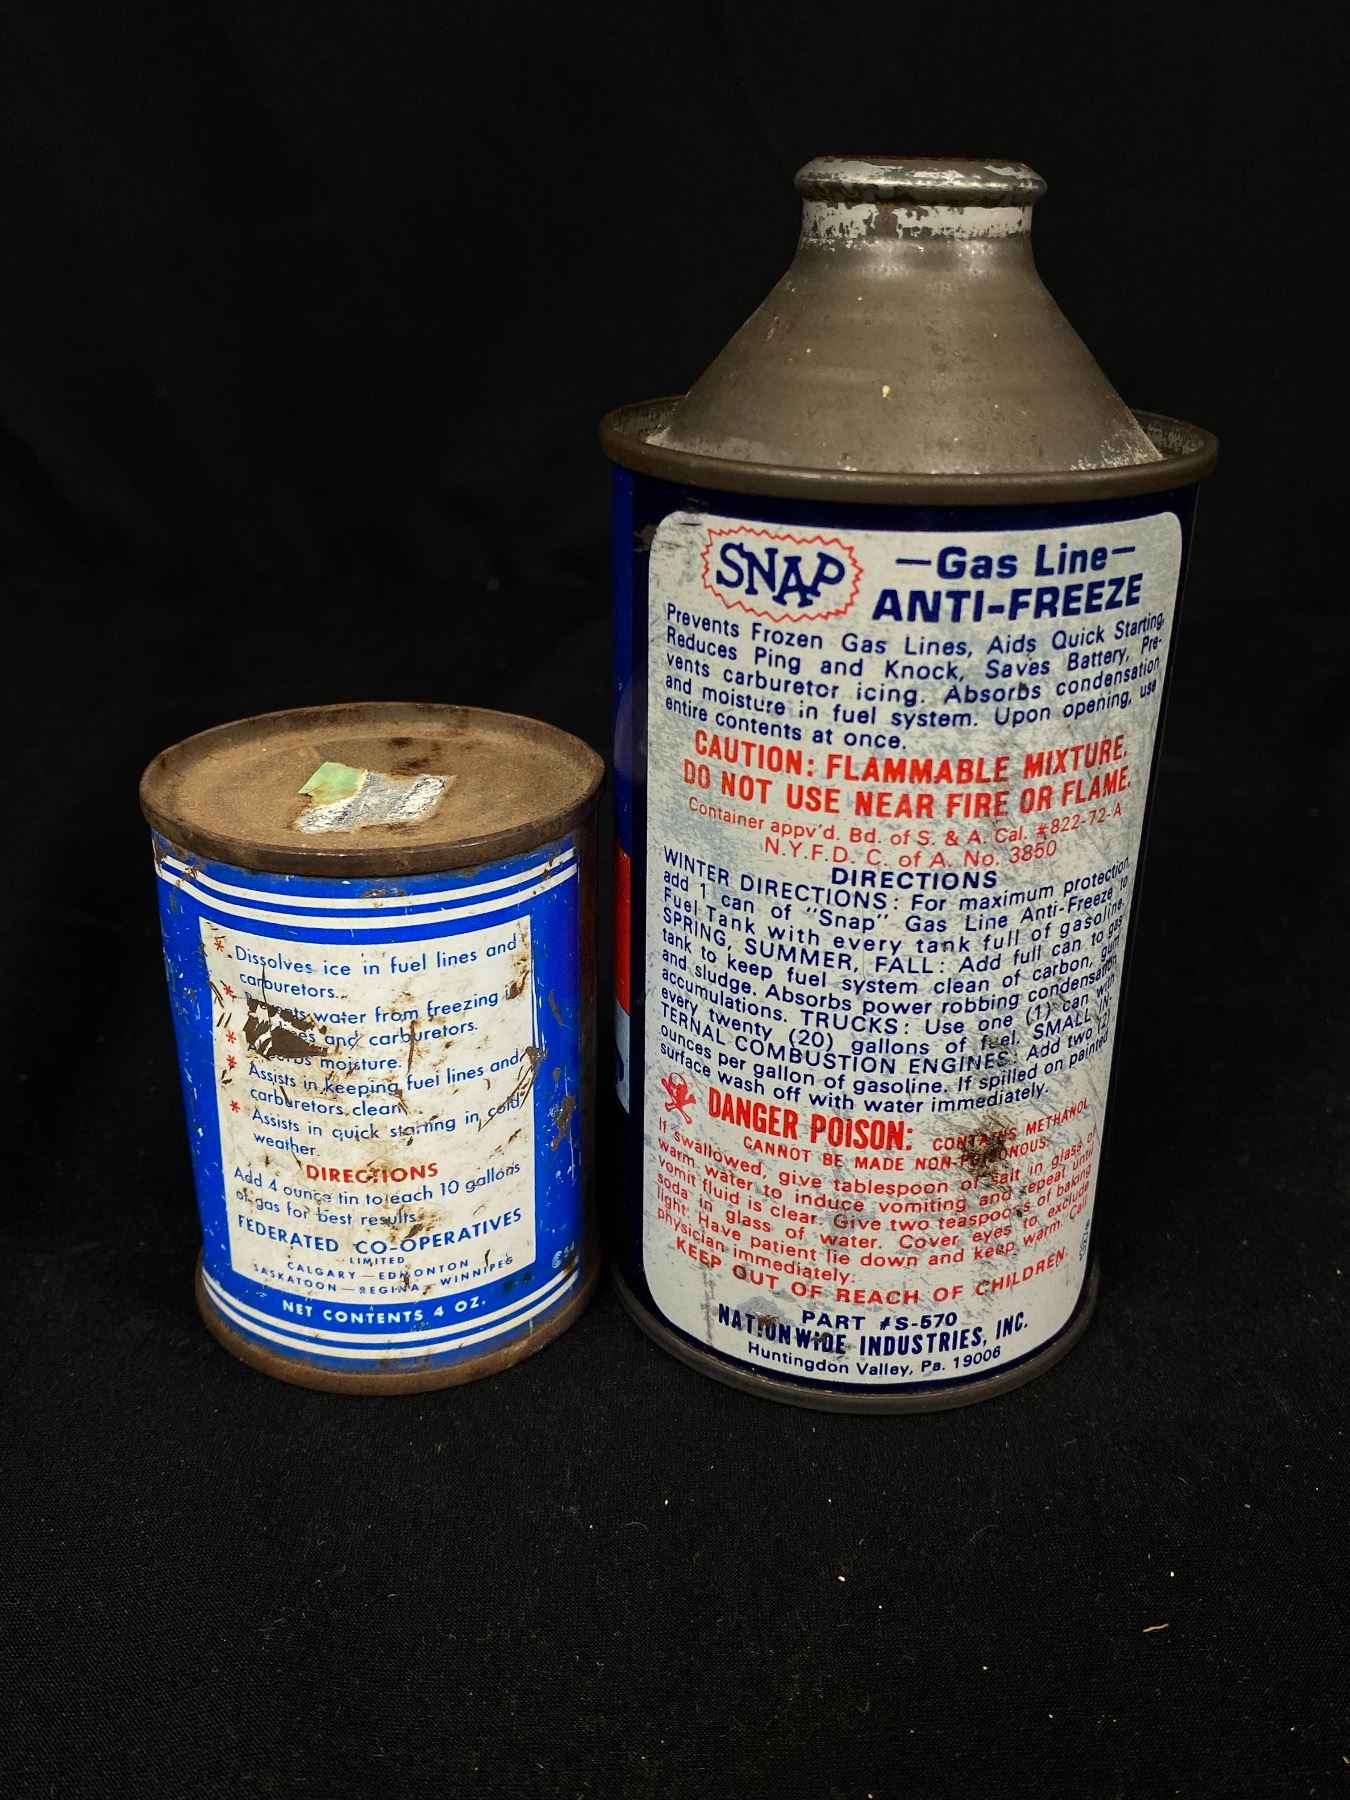 * Dissolves ice in fuel lines and
carburetors.
* water from freezing
and carburetors.
* moisture.
* Assists in keeping fuel lines and
carburetors clean.
* Assists in quick starting in cold
weather.
DIRECTIONS
Add 4 ounce tin to each 10 gallons
of gas for best results.
FEDERATED CO-OPERATIVES
LIMITED
CALGARY — EDMONTON
SASKATOON — REGINA — WINNIPEG
NET CONTENTS 4 OZ.
SNAP
—Gas Line—
ANTI-FREEZE
Prevents Frozen Gas Lines, Aids Quick Starting,
Reduces Ping and Knock, Saves Battery, Pre-
vents carburetor icing. Absorbs condensation
and moisture in fuel system. Upon opening, use
entire contents at once.
CAUTION: FLAMMABLE MIXTURE.
DO NOT USE NEAR FIRE OR FLAME.
Container appv'd. Bd. of S. & A. Cal. #822-72-A
N.Y.F.D. C. of A. No. 3850
DIRECTIONS
WINTER DIRECTIONS: For maximum protection,
add 1 can of "Snap" Gas Line Anti-Freeze to
Fuel Tank with every tank full of gasoline.
SPRING, SUMMER, FALL: Add full can to gas
tank to keep fuel system clean of carbon, gum
and sludge. Absorbs power robbing condensation
accumulations. TRUCKS: Use one (1) can with
every twenty (20) gallons of fuel. SMALL IN-
TERNAL COMBUSTION ENGINES: Add two (2)
ounces per gallon of gasoline. If spilled on painted
surface wash off with water immediately.
DANGER POISON: CONTAINS METHANOL
CANNOT BE MADE NON-POISONOUS.
If swallowed, give tablespoon of salt in glass of
warm water to induce vomiting and repeat until
vomit fluid is clear. Give two teaspoons of baking
soda in glass of water. Cover eyes to exclude
light. Have patient lie down and keep warm. Call
physician immediately.
KEEP OUT OF REACH OF CHILDREN.
PART #S-570
NATIONWIDE INDUSTRIES, INC.
Huntingdon Valley, Pa. 19006